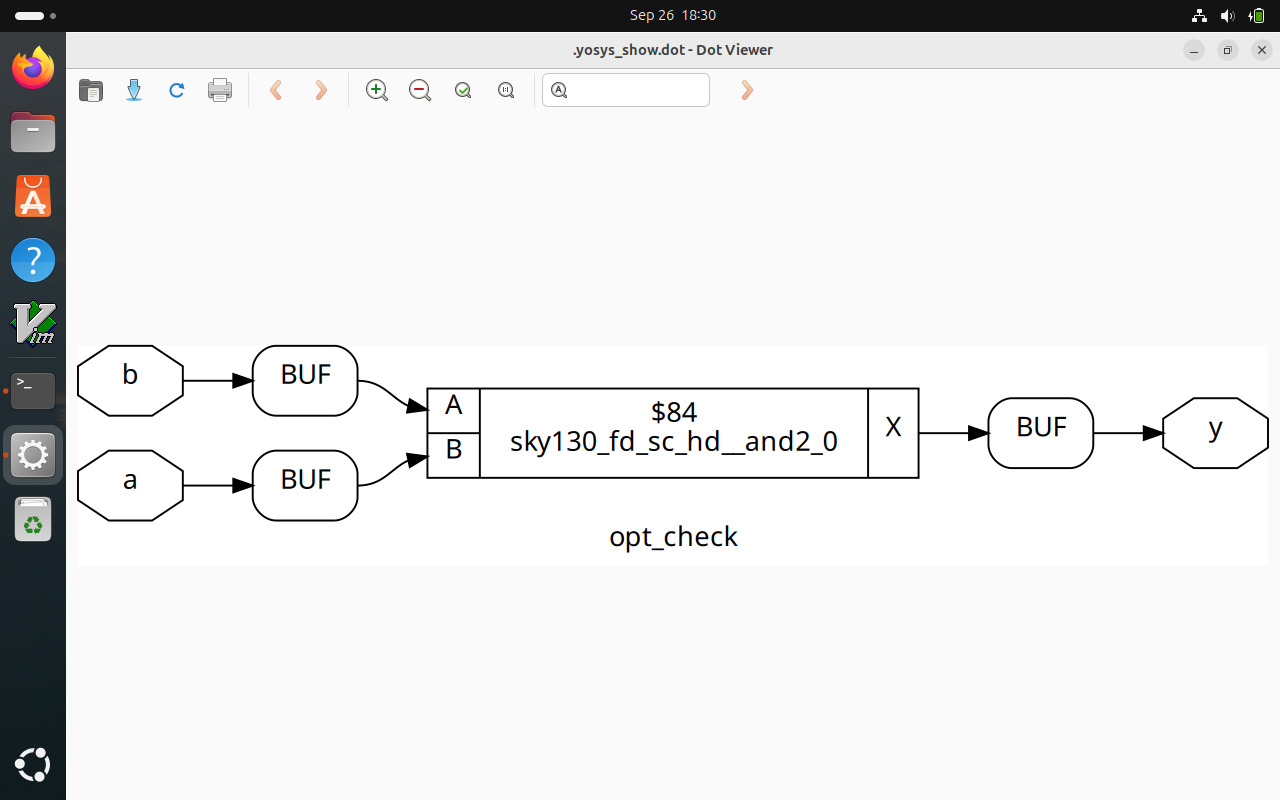 Sep 26 18:30
.yosys_show.dot - Dot Viewer
b
BUF
A
$84
sky130_fd_sc_hd__and2_0
X
BUF
y
B
a
BUF
opt_check